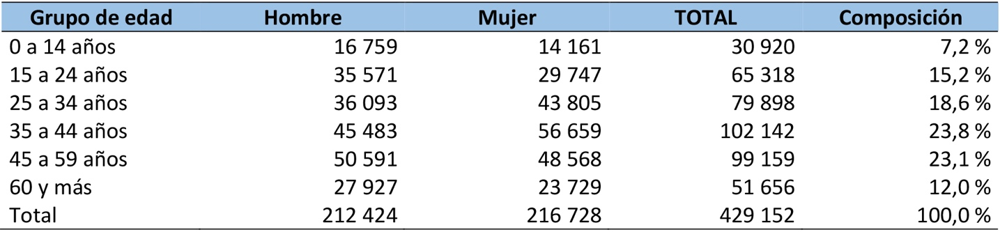 Grupo de edad Hombre Mujer TOTAL Composición
0 a 14 años 16 759 14 161 30 920 7,2 %
15 a 24 años 35 571 29 747 65 318 15,2 %
25 a 34 años 36 093 43 805 79 898 18,6 %
35 a 44 años 45 483 56 659 102 142 23,8 %
45 a 59 años 50 591 48 568 99 159 23,1 %
60 y más 27 927 23 729 51 656 12,0 %
Total 212 424 216 728 429 152 100,0 %